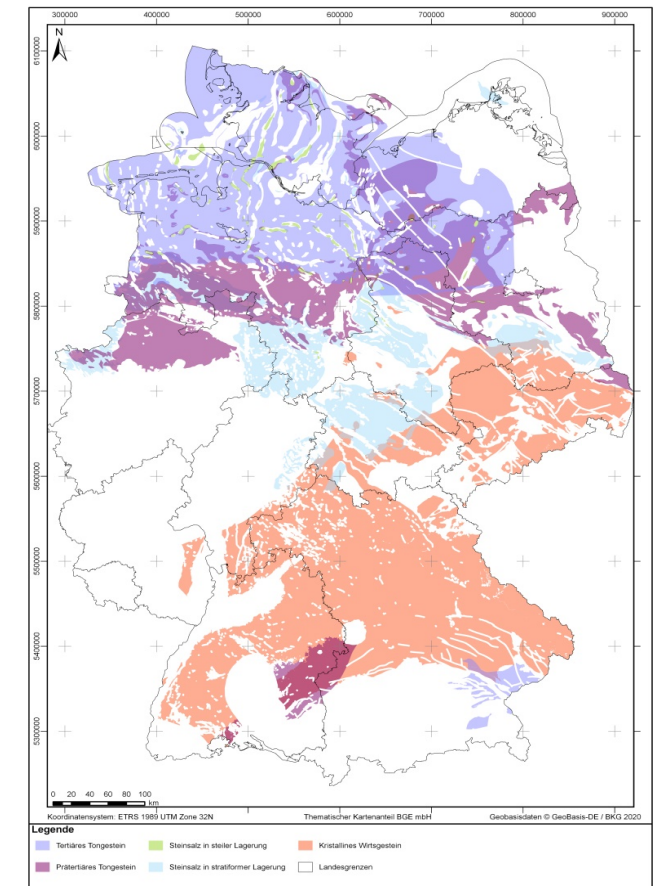 300000 400000 500000 600000 700000 800000 900000
N
6100000
6000000
5900000
5800000
5700000
5600000
5500000
5400000
5300000
0 20 40 60 80 100
km
Koordinatensystem: ETRS 1989 UTM Zone 32N Thematischer Kartenanteil BGE mbH Geobasisdaten © GeoBasis-DE / BKG 2020
Legende
Tertiäres Tongestein Steinsalz in steiler Lagerung Kristallines Wirtsgestein
Prätertiäres Tongestein Steinsalz in stratiformer Lagerung Landesgrenzen